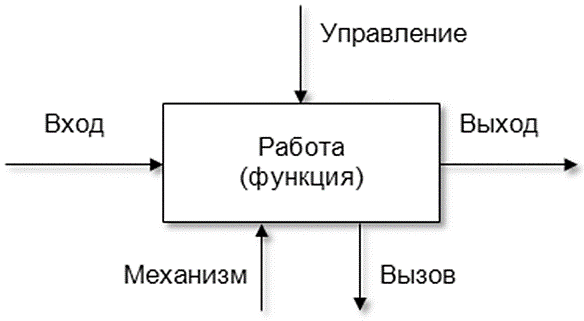 Управление
Вход
Работа
(функция)
Выход
Механизм
Вызов